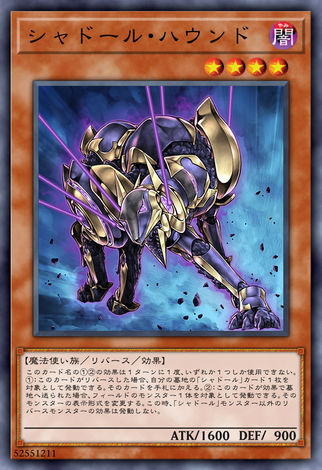 シャドール・ハウンド
闇
やみ
[魔法使い族/リバース/効果]
このカード名の①②の効果は1ターンに1度、いずれか1つしか使用できない。
①:このカードがリバースした場合、自分の墓地の「シャドール」カード1枚を
対象として発動できる。そのカードを手札に加える。②:このカードが効果で墓
地へ送られた場合、フィールドのモンスター1体を対象として発動できる。その
モンスターの表示形式を変更する。この時、「シャドール」モンスター以外のリ
バースモンスターの効果は発動しない。
ATK/1600 DEF/ 900
52551211